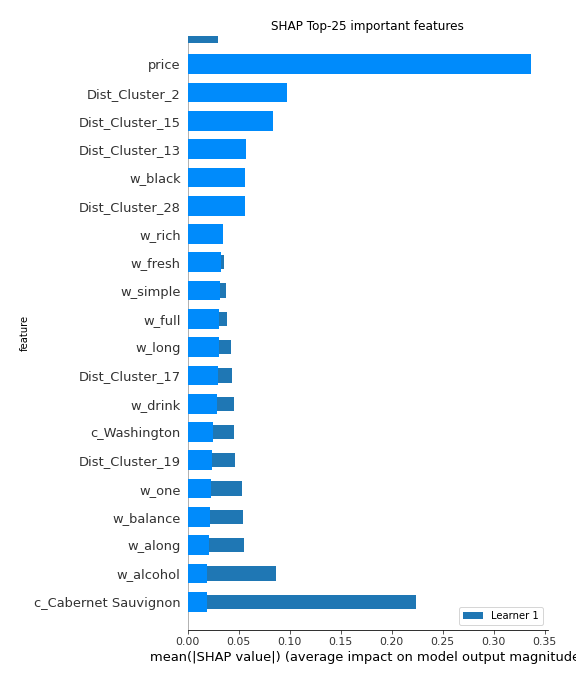 SHAP Top-25 important features
price
Dist_Cluster_2
Dist_Cluster_15
Dist_Cluster_13
w_black
Dist_Cluster_28
w_rich
w_fresh
w_simple
w_full
w_long
Dist_Cluster_17
w_drink
c_Washington
Dist_Cluster_19
w_one
w_balance
w_along
w_alcohol
c_Cabernet Sauvignon
feature
Learner 1
0.00 0.05 0.10 0.15 0.20 0.25 0.30 0.35
mean(|SHAP value|) (average impact on model output magnitude